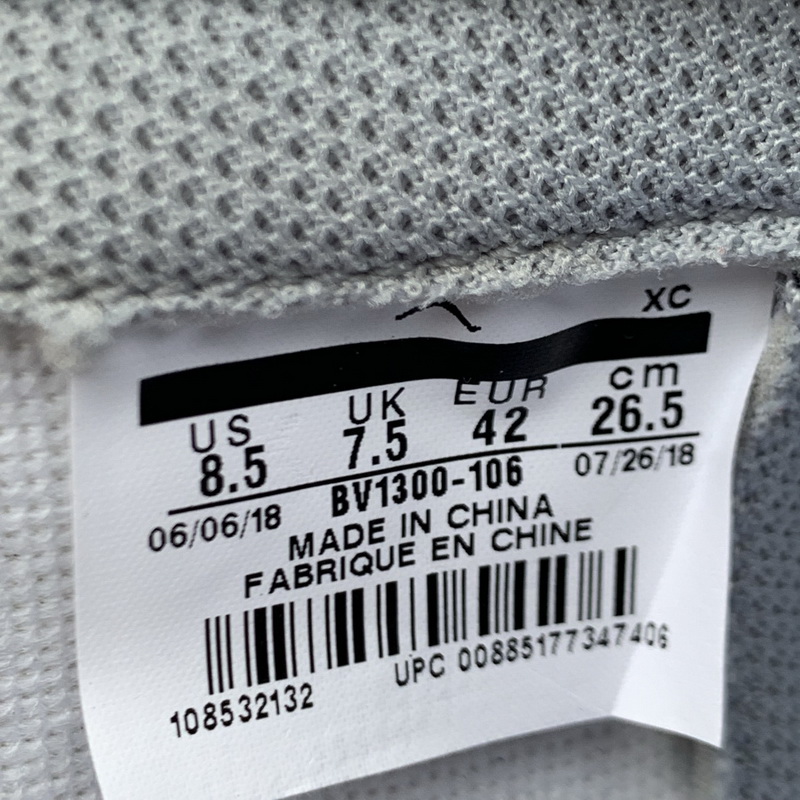 XC
US UK EUR cm
8.5 7.5 42 26.5
06/06/18 BV1300-106 07/26/18
MADE IN CHINA
FABRIQUE EN CHINE
108532132 UPC 00885177347406